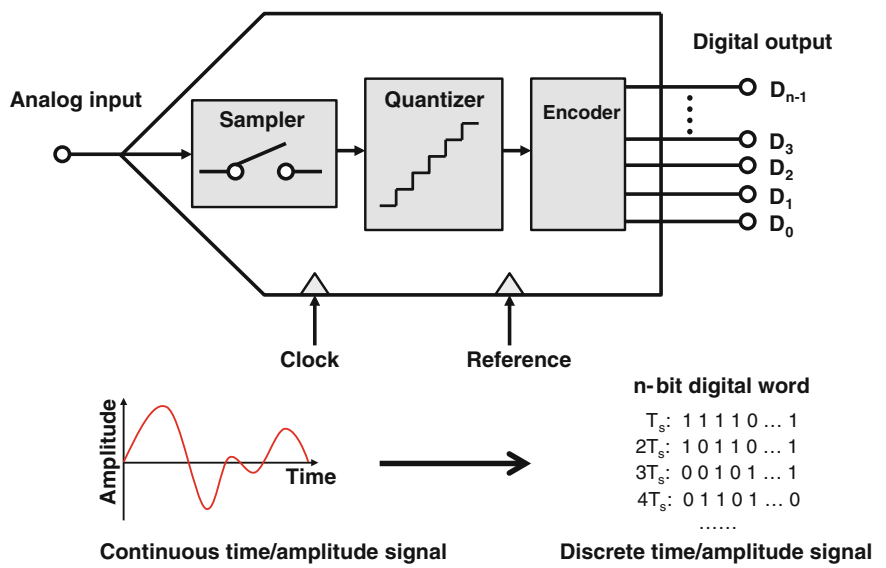 Digital output
Analog input
Sampler
Quantizer
Encoder
Dn-1
D3
D2
D1
D0
Clock
Reference
n-bit digital word
Ts: 1 1 1 1 0 ... 1
2Ts: 1 0 1 1 0 ... 1
3Ts: 0 0 1 0 1 ... 1
4Ts: 0 1 1 0 1 ... 0
......
Amplitude
Time
Continuous time/amplitude signal
Discrete time/amplitude signal